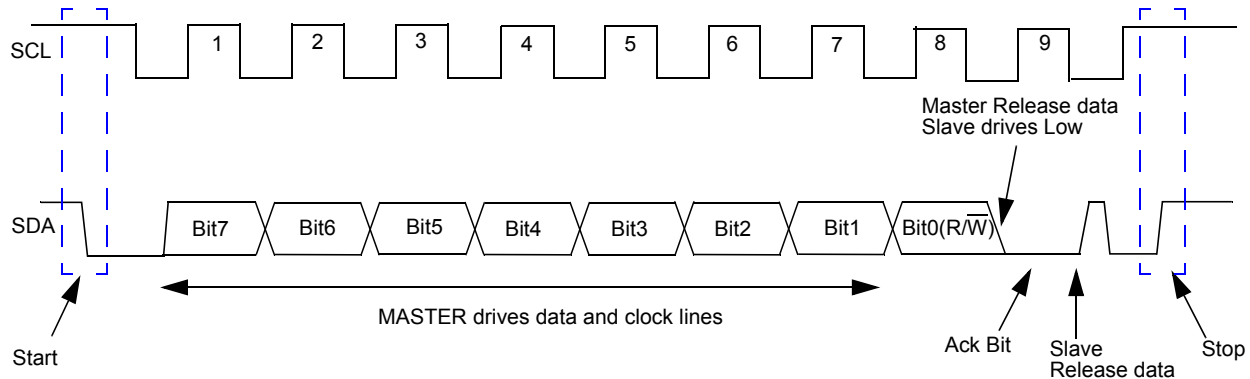 SCL
1
2
3
4
5
6
7
8
9
Master Release data
Slave drives Low
SDA
Bit7
Bit6
Bit5
Bit4
Bit3
Bit2
Bit1
Bit0(R/W̅)
MASTER drives data and clock lines
Start
Ack Bit
Slave
Release data
Stop